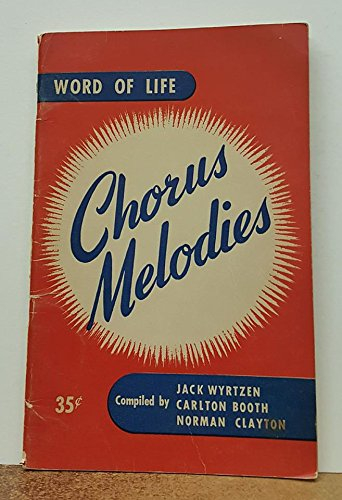 WORD OF LIFE
Chorus
Melodies
35¢
Compiled by
JACK WYRTZEN
CARLTON BOOTH
NORMAN CLAYTON